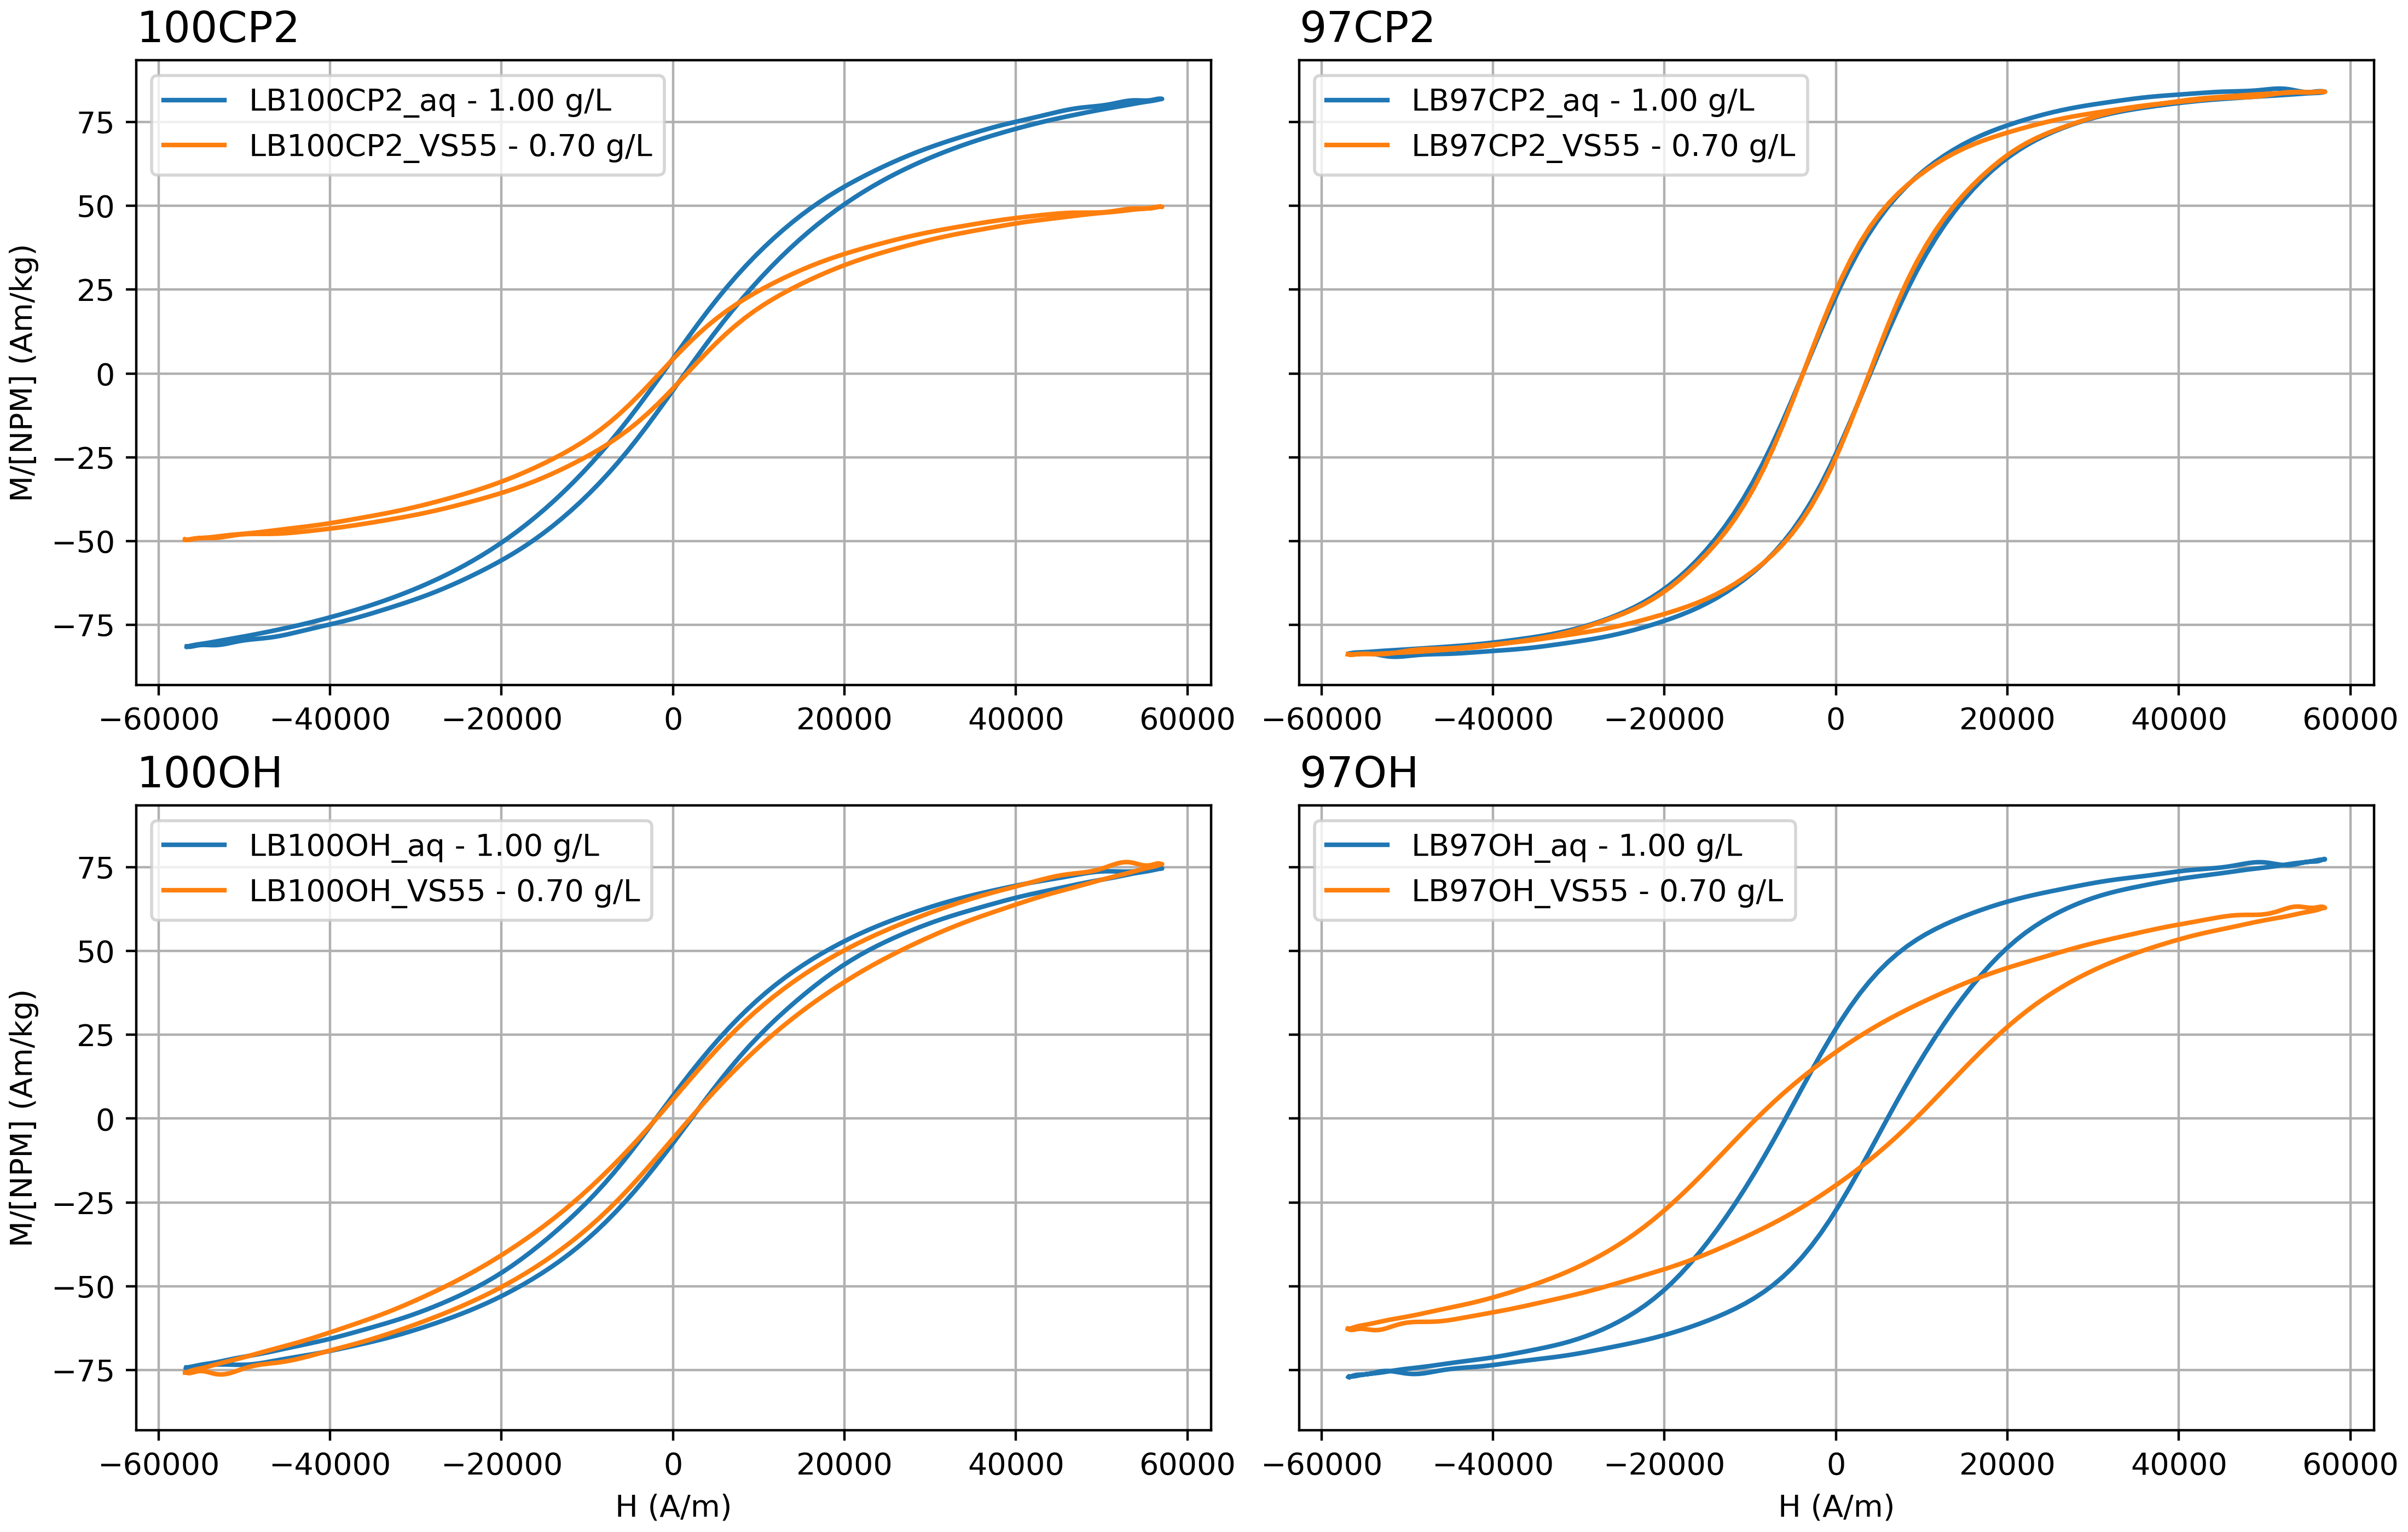 100CP2
LB100CP2_aq - 1.00 g/L
LB100CP2_VS55 - 0.70 g/L
M/[NPM] (Am/kg)
75
50
25
0
−25
−50
−75
−60000 −40000 −20000 0 20000 40000 60000
97CP2
LB97CP2_aq - 1.00 g/L
LB97CP2_VS55 - 0.70 g/L
−60000 −40000 −20000 0 20000 40000 60000
100OH
LB100OH_aq - 1.00 g/L
LB100OH_VS55 - 0.70 g/L
M/[NPM] (Am/kg)
75
50
25
0
−25
−50
−75
−60000 −40000 −20000 0 20000 40000 60000
H (A/m)
97OH
LB97OH_aq - 1.00 g/L
LB97OH_VS55 - 0.70 g/L
−60000 −40000 −20000 0 20000 40000 60000
H (A/m)